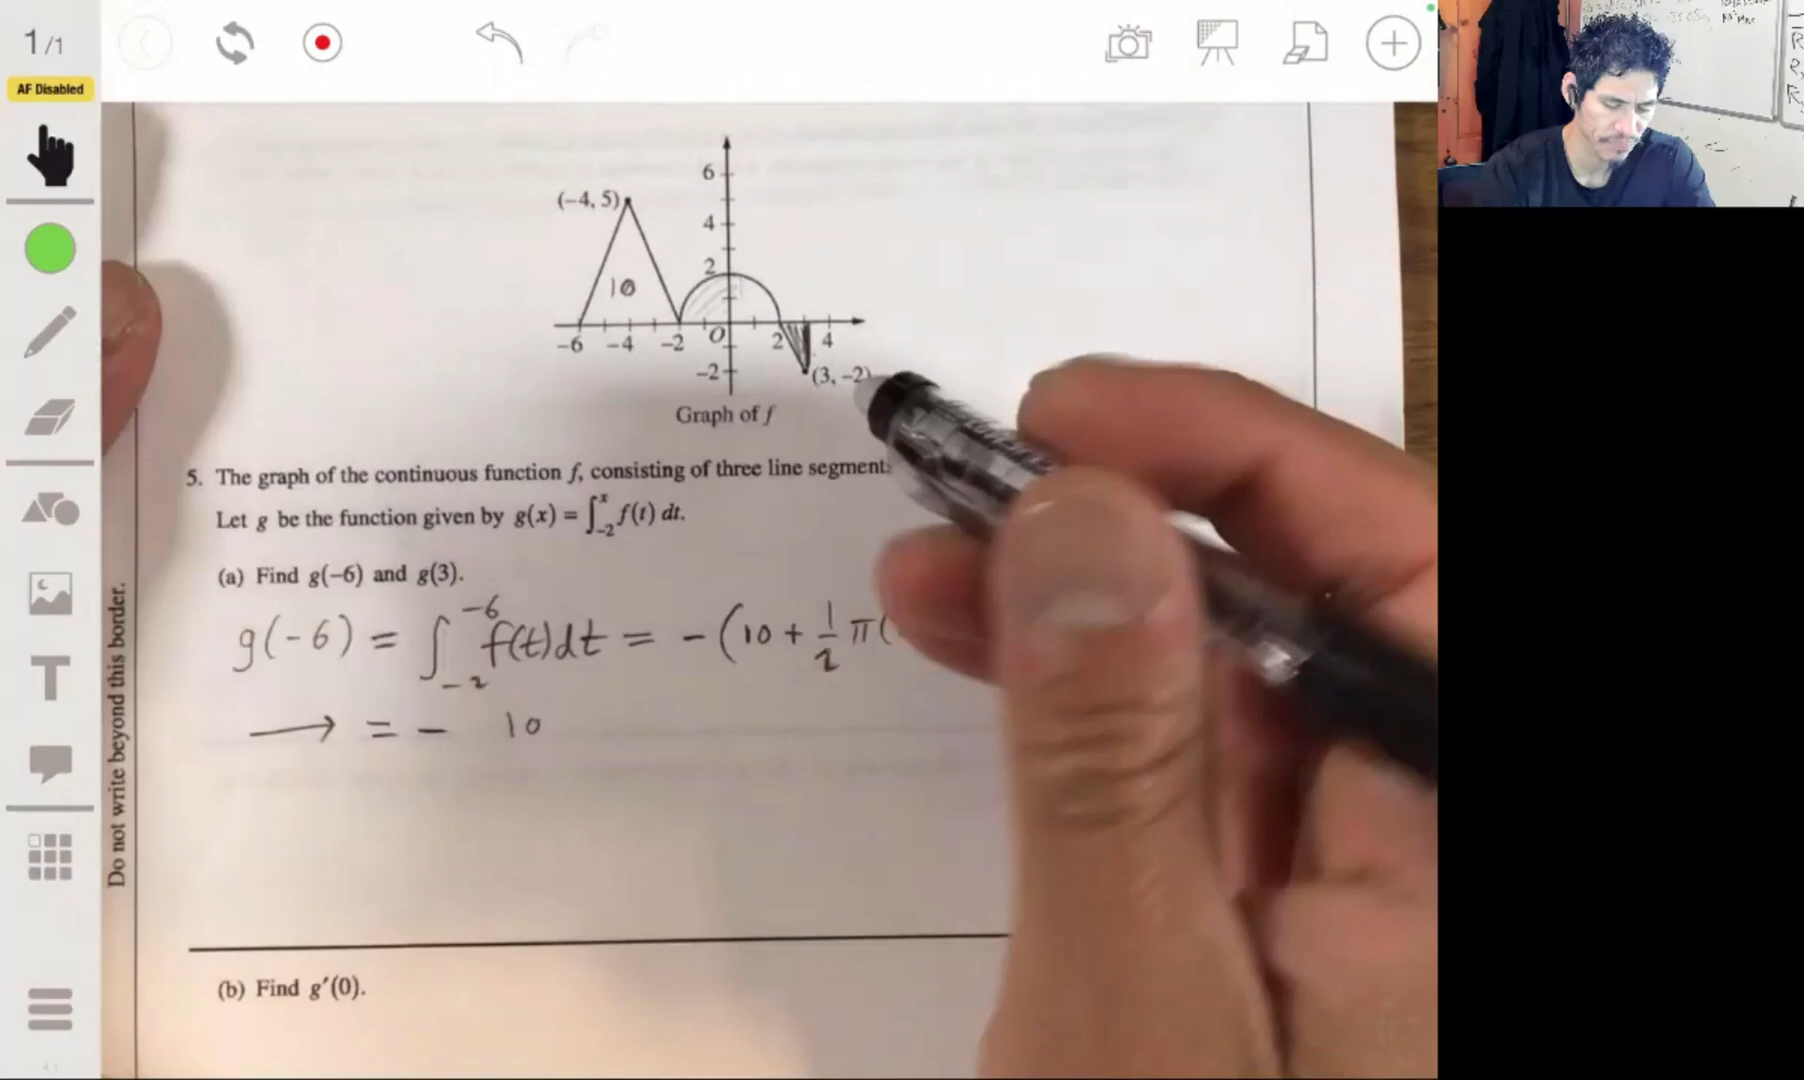 1/1
AF Disabled
6
(-4, 5)
4
2
10
-6 -4 -2 O 2 4
-2
(3, -2)
Graph of f
5. The graph of the continuous function f, consisting of three line segment
Let g be the function given by g(x) = ∫_{-2}^{x} f(t) dt.
(a) Find g(-6) and g(3).
g(-6) = ∫_{-2}^{-6} f(t)dt = - (10 + 1/2 π(
→ = - 10
(b) Find g′(0).
Do not write beyond this border.
T